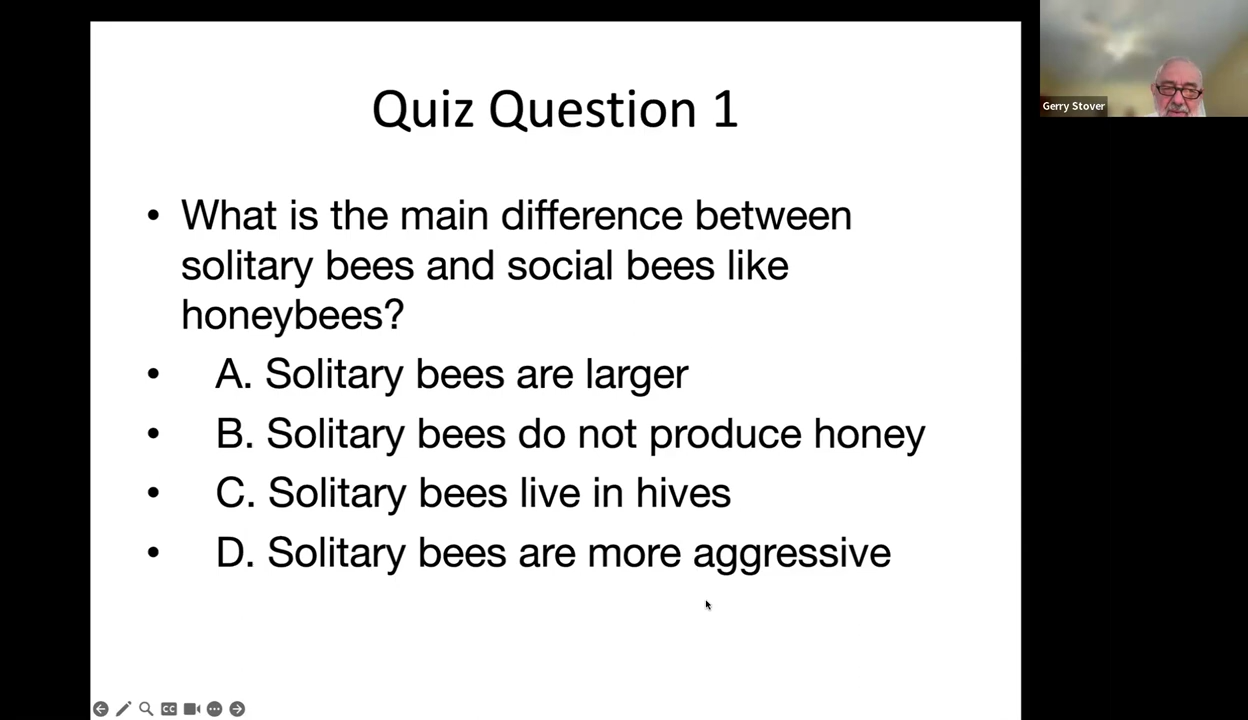 Quiz Question 1
Gerry Stover
• What is the main difference between
solitary bees and social bees like
honeybees?
• A. Solitary bees are larger
• B. Solitary bees do not produce honey
• C. Solitary bees live in hives
• D. Solitary bees are more aggressive
CC